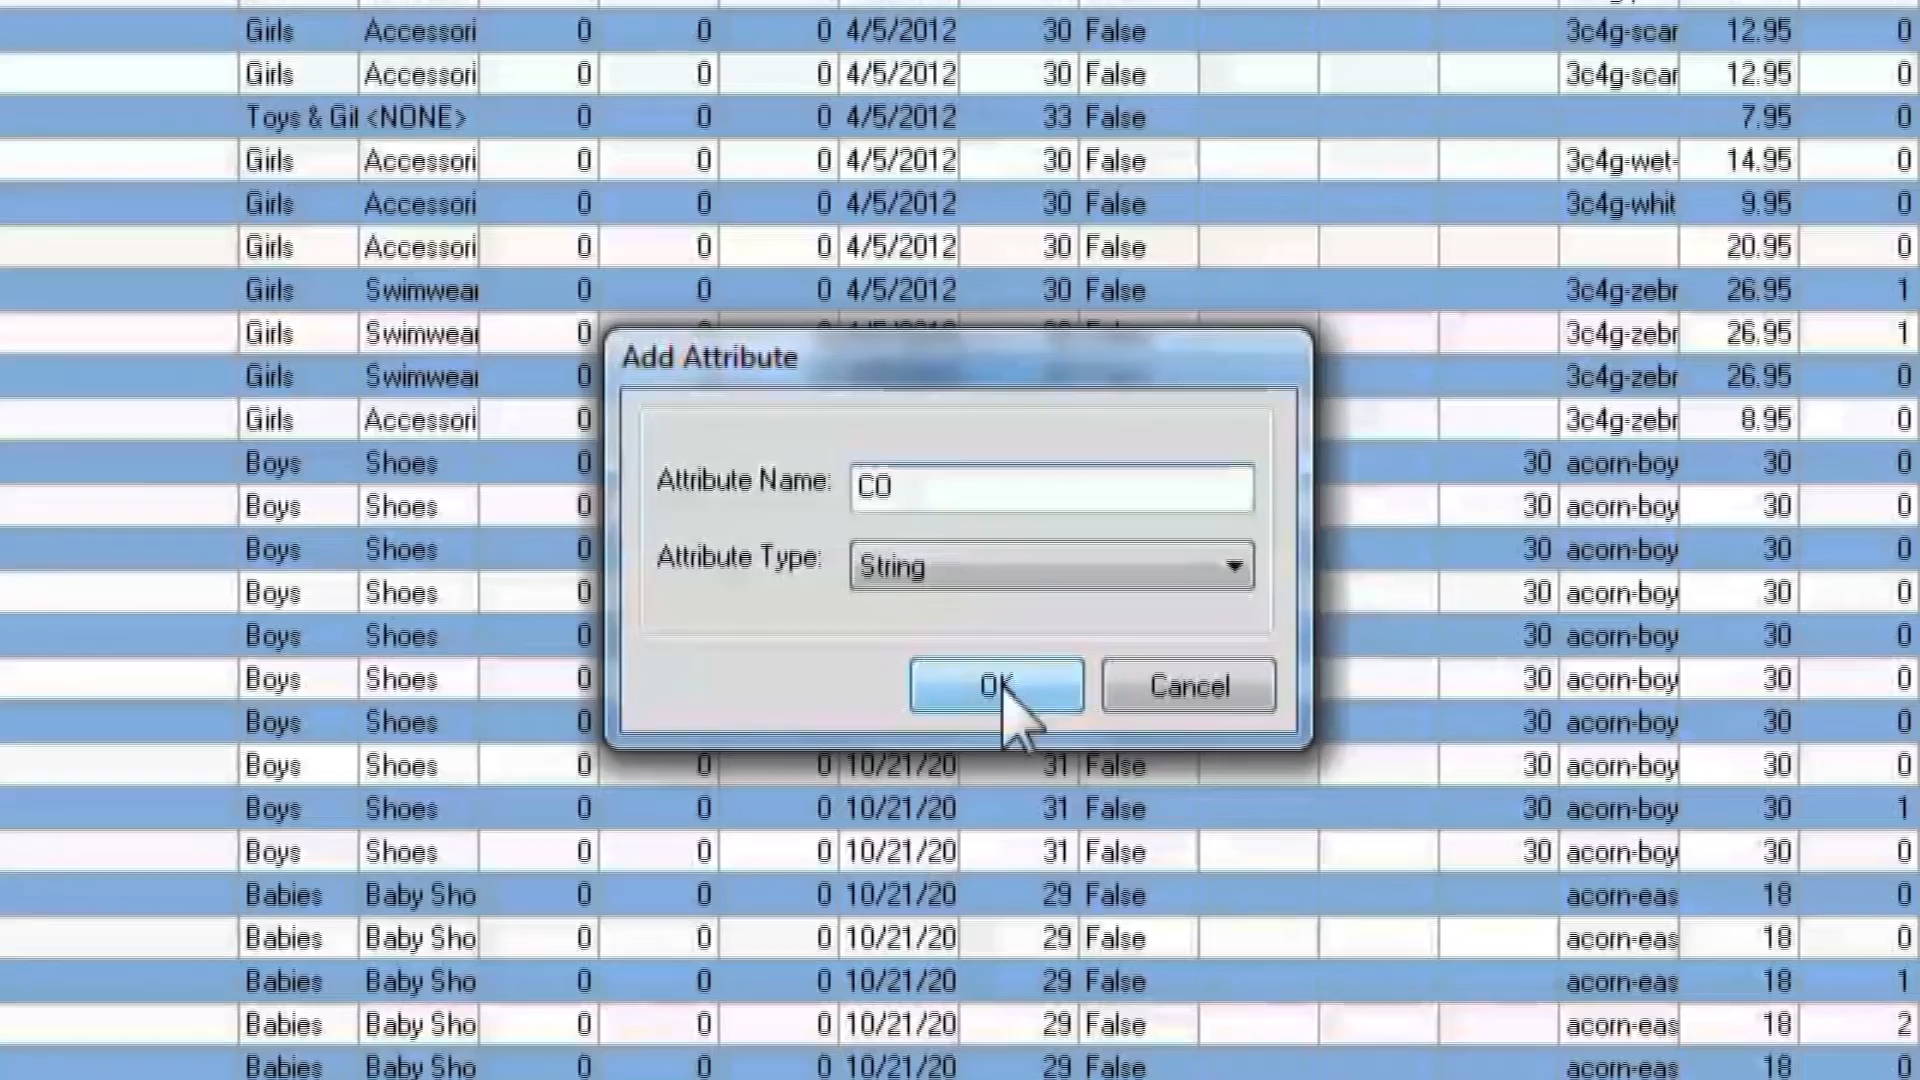 Girls Accessori 0 0 0 4/5/2012 30 False 3c4g-scar 12.95 0
Girls Accessori 0 0 0 4/5/2012 30 False 3c4g-scar 12.95 0
Toys & Gif <NONE> 0 0 0 4/5/2012 33 False 7.95 0
Girls Accessori 0 0 0 4/5/2012 30 False 3c4g-wet- 14.95 0
Girls Accessori 0 0 0 4/5/2012 30 False 3c4g-whit 9.95 0
Girls Accessori 0 0 0 4/5/2012 30 False 20.95 0
Girls Swimwear 0 0 0 4/5/2012 30 False 3c4g-zebr 26.95 1
Girls Swimwear 0 3c4g-zebr 26.95 1
Add Attribute
Girls Swimwear 0 3c4g-zebr 26.95 0
Girls Accessori 0 3c4g-zebr 8.95 0
Boys Shoes 0 30 acorn-boy 30 0
Attribute Name: CO
Boys Shoes 0 30 acorn-boy 30 0
Boys Shoes 0 30 acorn-boy 30 0
Attribute Type: String
Boys Shoes 0 30 acorn-boy 30 0
Boys Shoes 0 30 acorn-boy 30 0
Boys Shoes 0 30 acorn-boy 30 0
OK Cancel
Boys Shoes 0 30 acorn-boy 30 0
Boys Shoes 0 0 0 10/21/20 31 False 30 acorn-boy 30 0
Boys Shoes 0 0 0 10/21/20 31 False 30 acorn-boy 30 1
Boys Shoes 0 0 0 10/21/20 31 False 30 acorn-boy 30 0
Babies Baby Sho 0 0 0 10/21/20 29 False acorn-eas 18 0
Babies Baby Sho 0 0 0 10/21/20 29 False acorn-eas 18 0
Babies Baby Sho 0 0 0 10/21/20 29 False acorn-eas 18 1
Babies Baby Sho 0 0 0 10/21/20 29 False acorn-eas 18 2
Babies Baby Sho 0 0 0 10/21/20 29 False acorn-eas 18 0